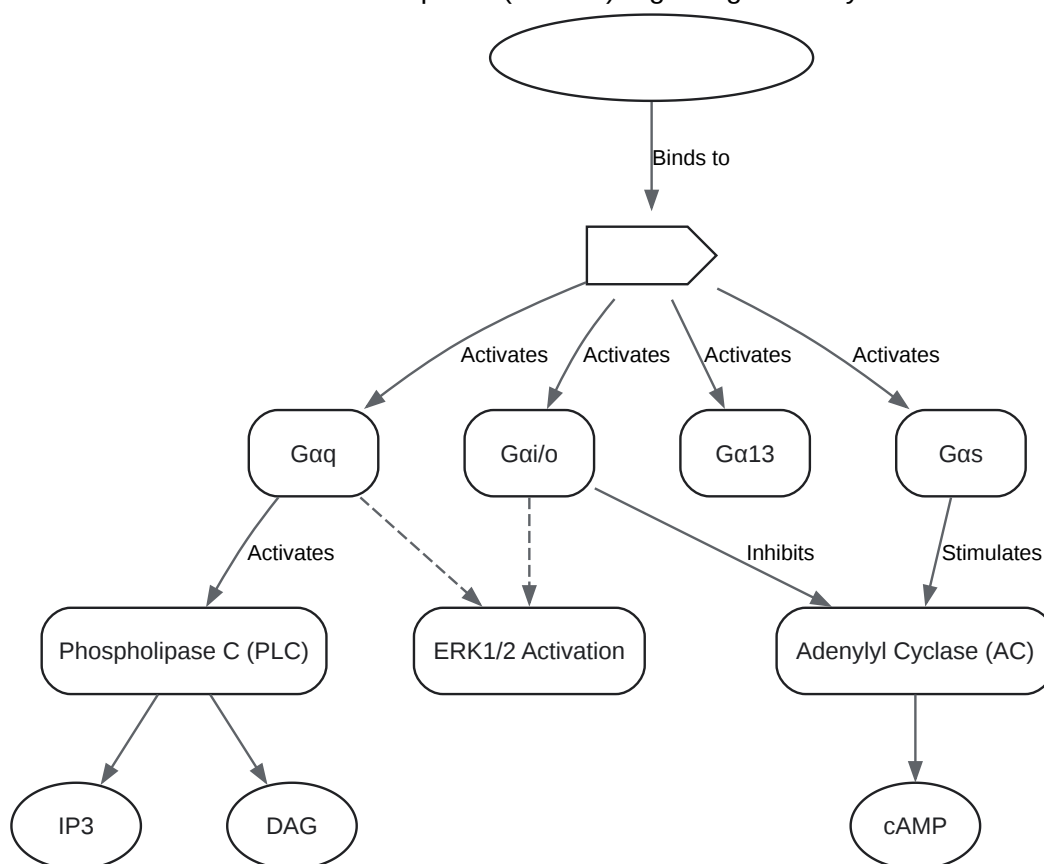 Binds to
Activates Activates Activates Activates
Gαq Gαi/o Gα13 Gαs
Activates Inhibits Stimulates
Phospholipase C (PLC) ERK1/2 Activation Adenylyl Cyclase (AC)
IP3 DAG cAMP